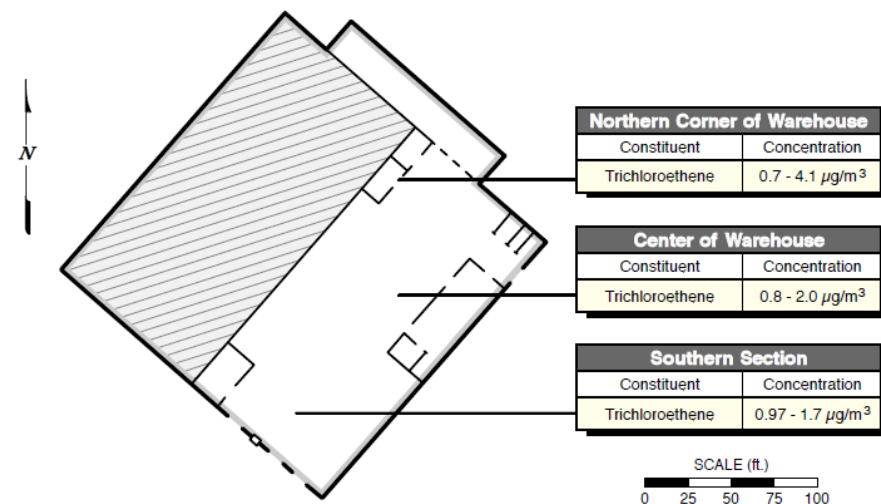 N
Northern Corner of Warehouse
Constituent Concentration
Trichloroethene 0.7 - 4.1 µg/m³
Center of Warehouse
Constituent Concentration
Trichloroethene 0.8 - 2.0 µg/m³
Southern Section
Constituent Concentration
Trichloroethene 0.97 - 1.7 µg/m³
SCALE (ft.)
0 25 50 75 100